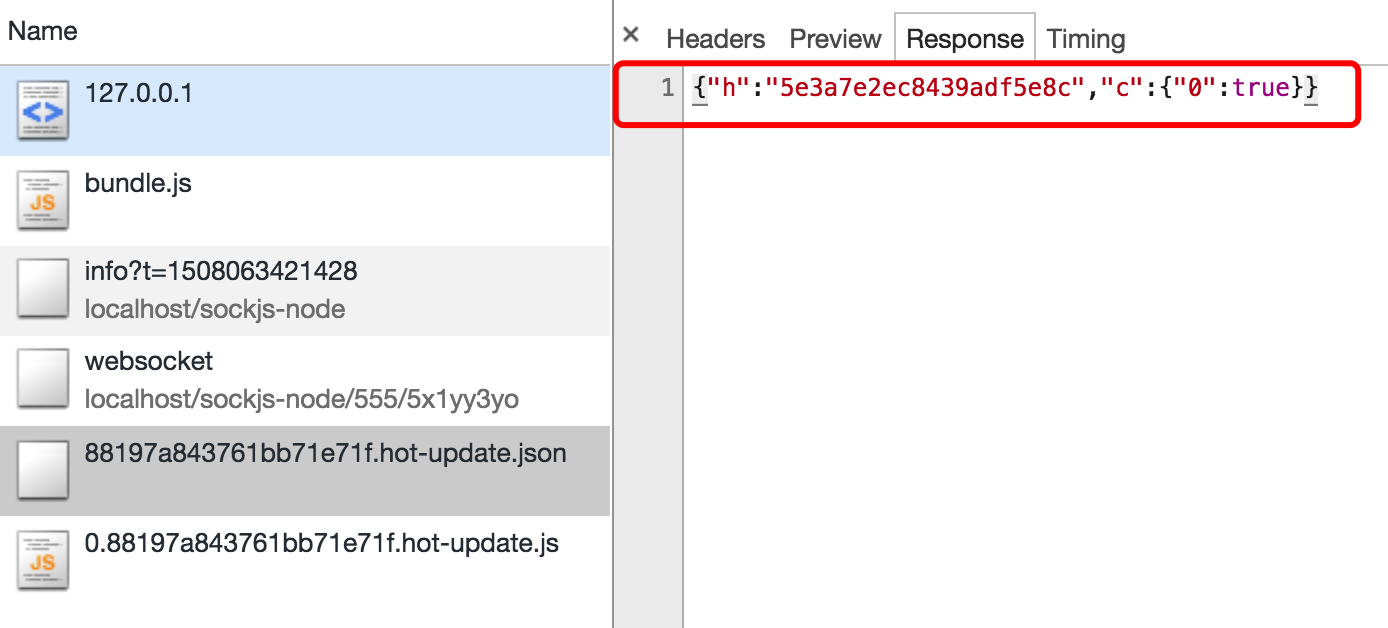 Name
127.0.0.1
JS
bundle.js
info?t=1508063421428
localhost/sockjs-node
websocket
localhost/sockjs-node/555/5x1yy3yo
88197a843761bb71e71f.hot-update.json
JS
0.88197a843761bb71e71f.hot-update.js
× Headers Preview Response Timing
1 {"h":"5e3a7e2ec8439adf5e8c","c":{"0":true}}